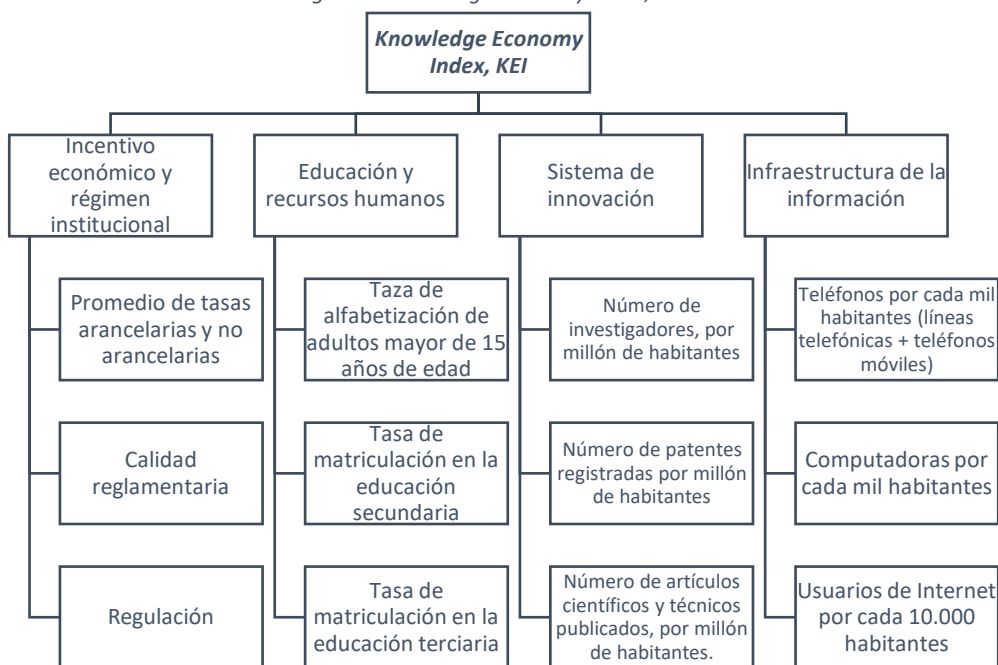 Knowledge Economy
Index, KEI
Incentivo
económico y
régimen
institucional
Educación y
recursos humanos
Sistema de
innovación
Infraestructura de la
información
Promedio de tasas
arancelarias y no
arancelarias
Taza de
alfabetización de
adultos mayor de 15
años de edad
Número de
investigadores, por
millón de habitantes
Teléfonos por cada mil
habitantes (líneas
telefónicas + teléfonos
móviles)
Calidad
reglamentaria
Tasa de
matriculación en la
educación
secundaria
Número de patentes
registradas por millón
de habitantes
Computadoras por
cada mil habitantes
Regulación
Tasa de
matriculación en la
educación terciaria
Número de artículos
científicos y técnicos
publicados, por millón
de habitantes.
Usuarios de Internet
por cada 10.000
habitantes